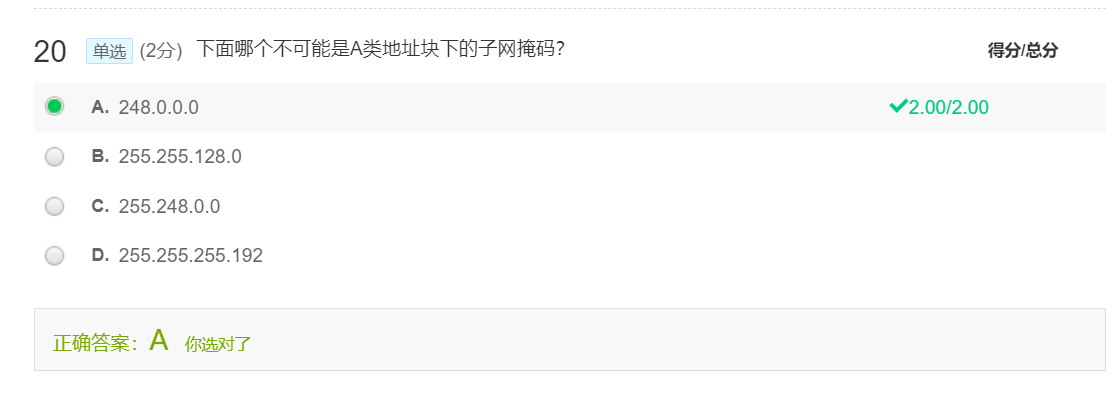 20 单选 (2分) 下面哪个不可能是A类地址块下的子网掩码? 得分/总分
A. 248.0.0.0 2.00/2.00
B. 255.255.128.0
C. 255.248.0.0
D. 255.255.255.192
正确答案：A 你选对了